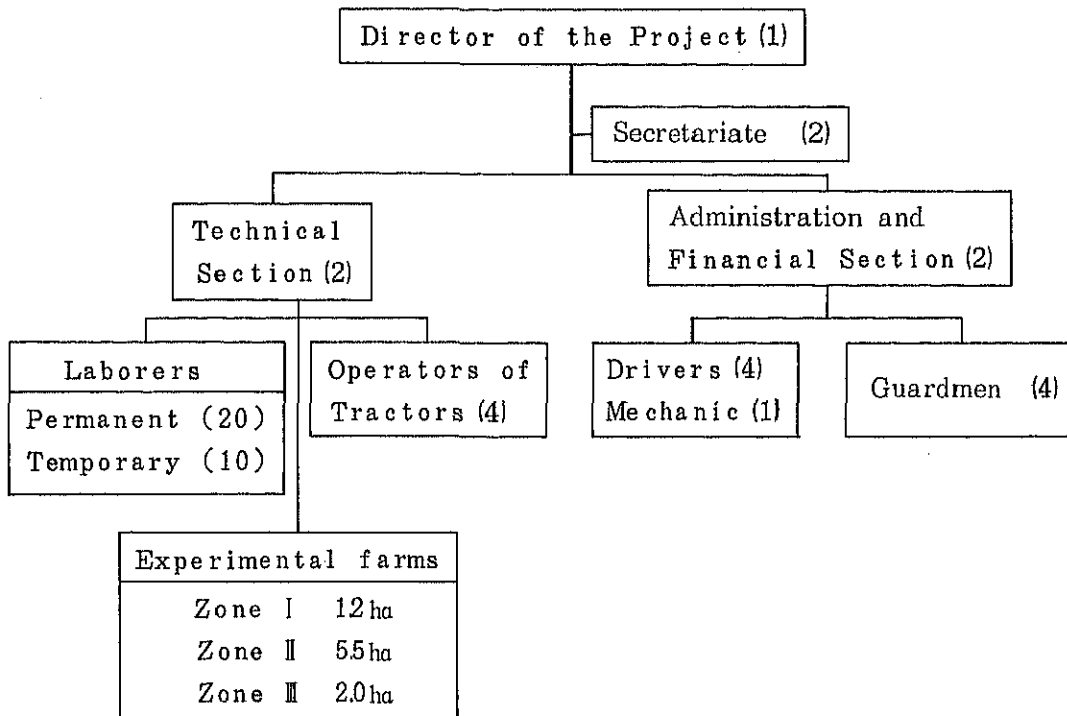 Director of the Project (1)
Secretariate (2)
Technical
Section (2)
Administration and
Financial Section (2)
Laborers
Permanent (20)
Temporary (10)
Operators of
Tractors (4)
Drivers (4)
Mechanic (1)
Guardmen (4)
Experimental farms
Zone I 1.2 ha
Zone II 5.5 ha
Zone III 2.0 ha